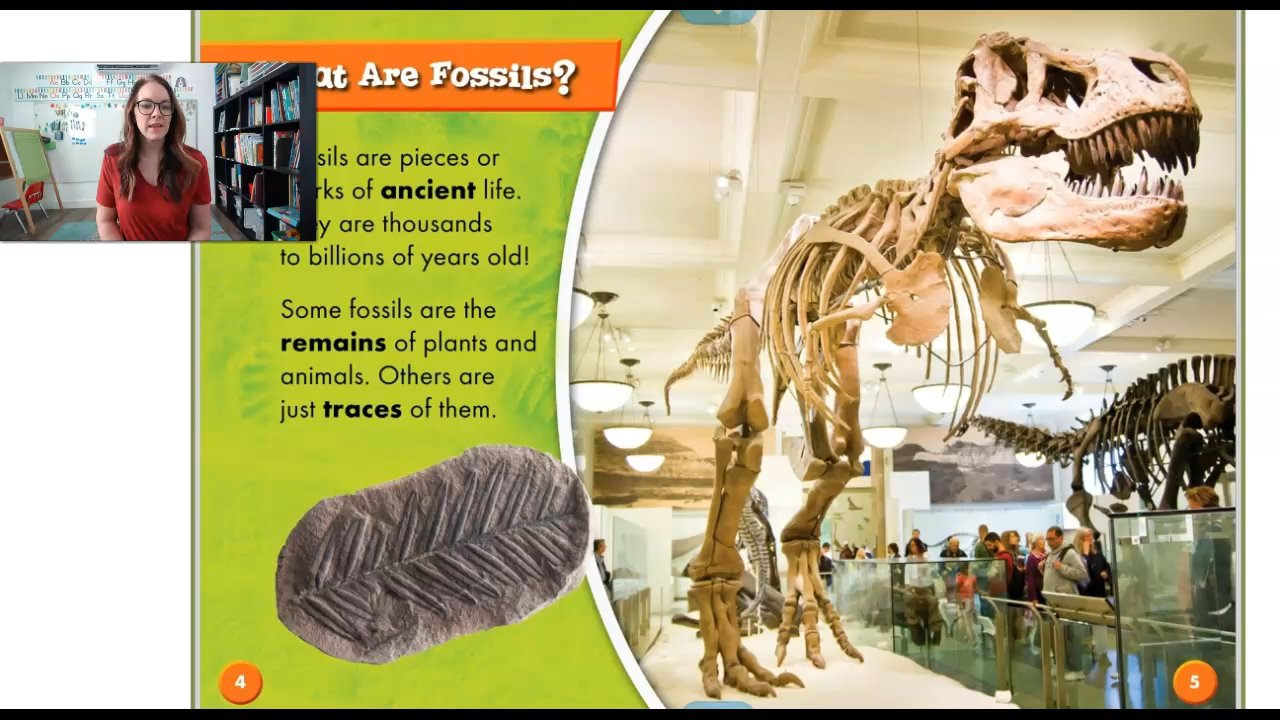 at Are Fossils?
sils are pieces or
rks of ancient life.
ey are thousands
to billions of years old!
Some fossils are the
remains of plants and
animals. Others are
just traces of them.
4
5